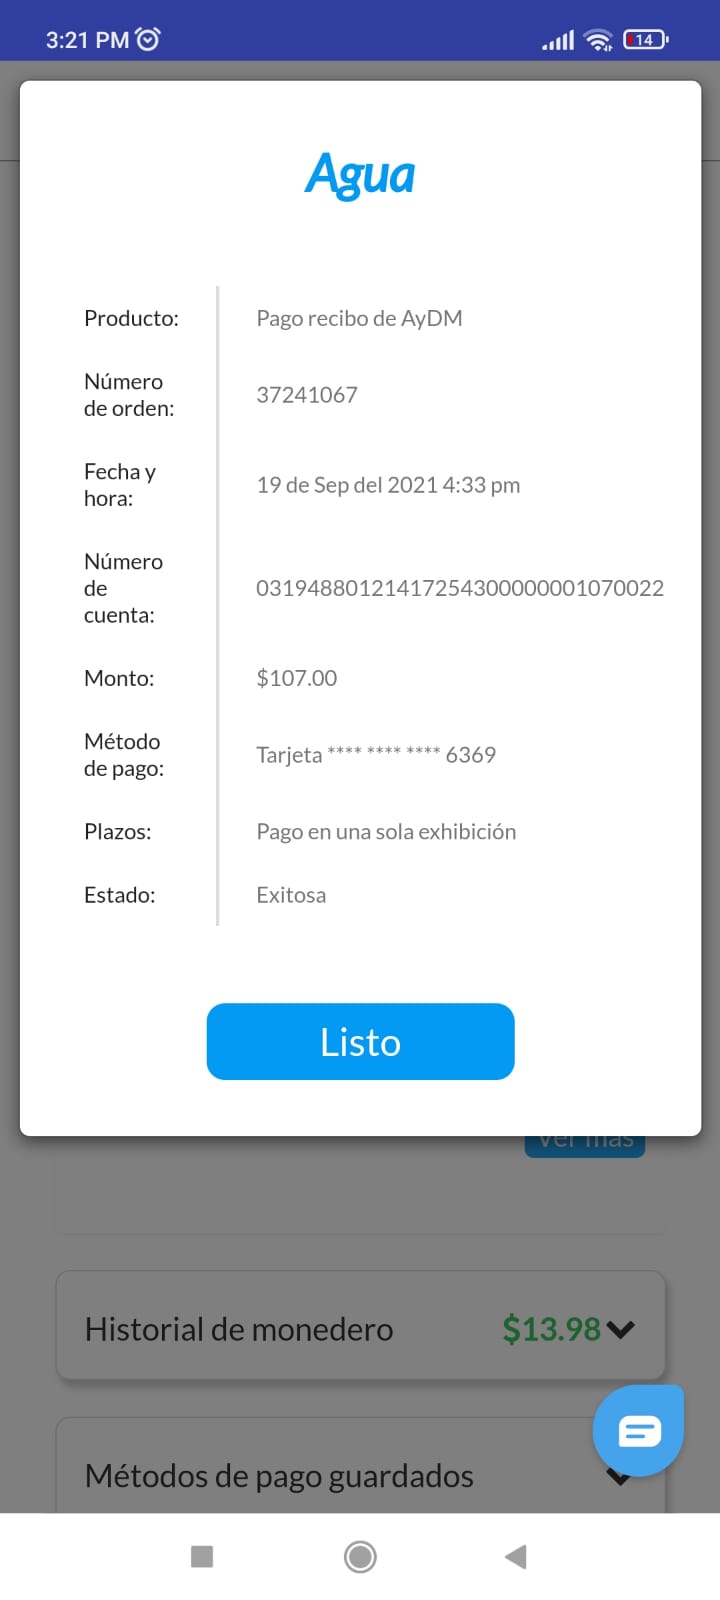 3:21 PM
14
Agua
Producto: Pago recibo de AyDM
Número
de orden: 37241067
Fecha y
hora: 19 de Sep del 2021 4:33 pm
Número
de
cuenta: 031948801214172543000000001070022
Monto: $107.00
Método
de pago: Tarjeta **** **** **** 6369
Plazos: Pago en una sola exhibición
Estado: Exitosa
Listo
Ver más
Historial de monedero $13.98
Métodos de pago guardados